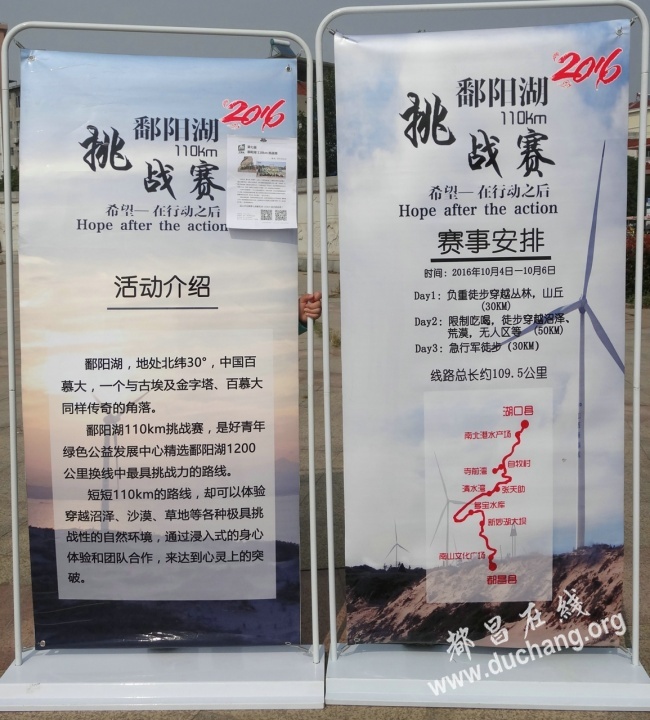 2016
鄱阳湖
110km
挑战赛
希望—在行动之后
Hope after the action
活动介绍
鄱阳湖，地处北纬30°，中国百
慕大，一个与古埃及金字塔、百慕大
同样传奇的角落。
鄱阳湖110km挑战赛，是好青年
绿色公益发展中心精选鄱阳湖1200
公里换线中最具挑战力的路线。
短短110km的路线，却可以体验
穿越沼泽、沙漠、草地等各种极具挑
战性的自然环境，通过浸入式的身心
体验和团队合作，来达到心灵上的突
破。
2016
鄱阳湖
110km
挑战赛
希望—在行动之后
Hope after the action
赛事安排
时间：2016年10月4日—10月6日
Day1：负重徒步穿越丛林，山丘
（30KM）
Day2：限制吃喝，徒步穿越沼泽、
荒漠，无人区等（50KM）
Day3：急行军徒步（30KM）
线路总长约109.5公里
湖口县
南北港水产场
自牧村
寺前湾
清水湾
张天助
多宝水库
新妙湖大坝
南山文化广场
都昌县
都昌在线
www.duchang.org